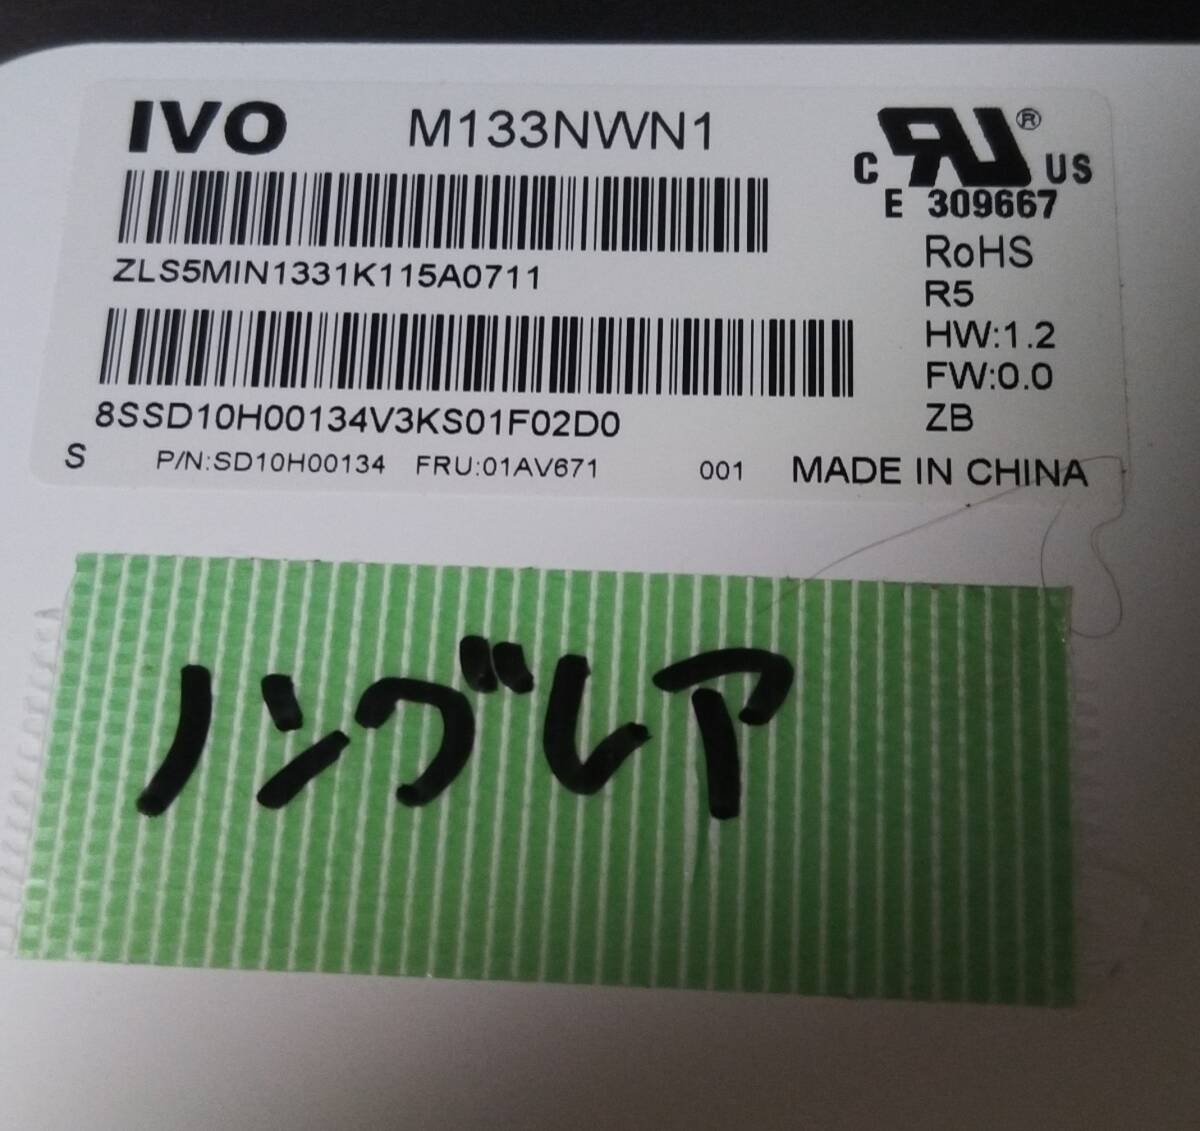 IVO M133NWN1
C RU® US
E 309667
ZLS5MIN1331K115A0711
RoHS
R5
HW:1.2
8SSD10H00134V3KS01F02D0
FW:0.0
ZB
S P/N:SD10H00134 FRU:01AV671 001 MADE IN CHINA
ノングレア